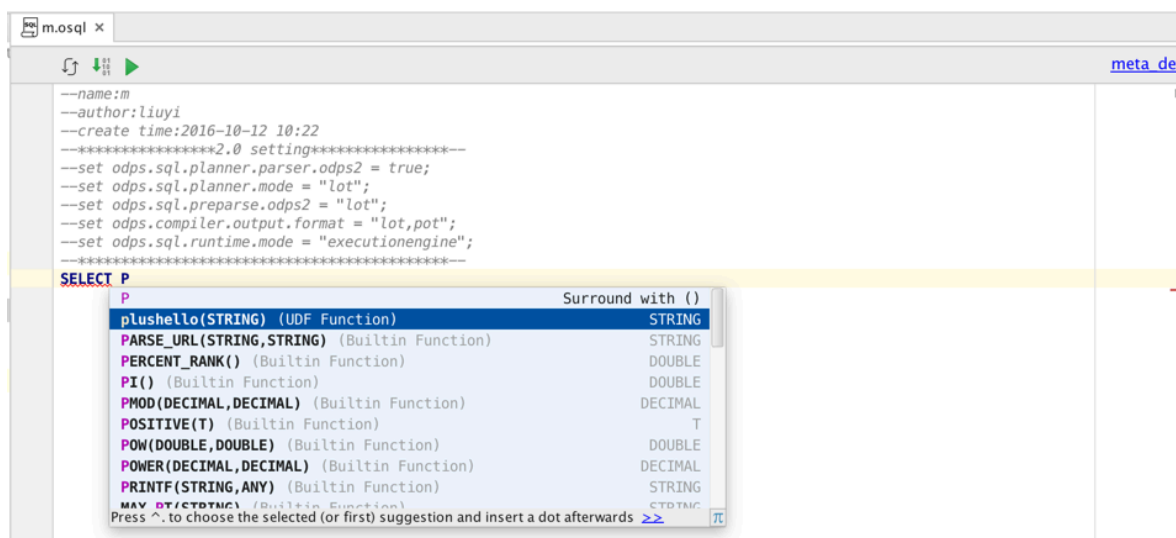 m.osql ×
meta_de
--name:m
--author:liuyi
--create time:2016-10-12 10:22
--****************2.0 setting****************--
--set odps.sql.planner.parser.odps2 = true;
--set odps.sql.planner.mode = "lot";
--set odps.sql.preparse.odps2 = "lot";
--set odps.compiler.output.format = "lot,pot";
--set odps.sql.runtime.mode = "executionengine";
--*******************************************--
SELECT P
P Surround with ()
plushello(STRING) (UDF Function) STRING
PARSE_URL(STRING,STRING) (Builtin Function) STRING
PERCENT_RANK() (Builtin Function) DOUBLE
PI() (Builtin Function) DOUBLE
PMOD(DECIMAL,DECIMAL) (Builtin Function) DECIMAL
POSITIVE(T) (Builtin Function) T
POW(DOUBLE,DOUBLE) (Builtin Function) DOUBLE
POWER(DECIMAL,DECIMAL) (Builtin Function) DECIMAL
PRINTF(STRING,ANY) (Builtin Function) STRING
MAX_PT(STRING) (Builtin Function) STRING
Press ^. to choose the selected (or first) suggestion and insert a dot afterwards >> π